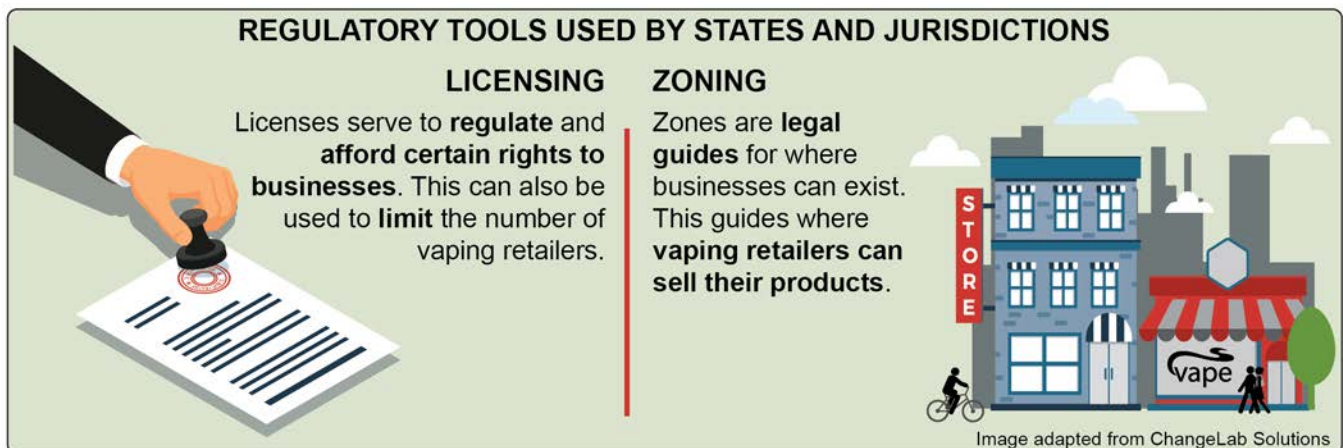 REGULATORY TOOLS USED BY STATES AND JURISDICTIONS
LICENSING
Licenses serve to regulate and
afford certain rights to
businesses. This can also be
used to limit the number of
vaping retailers.
ZONING
Zones are legal
guides for where
businesses can exist.
This guides where
vaping retailers can
sell their products.
STORE
vape
Image adapted from ChangeLab Solutions